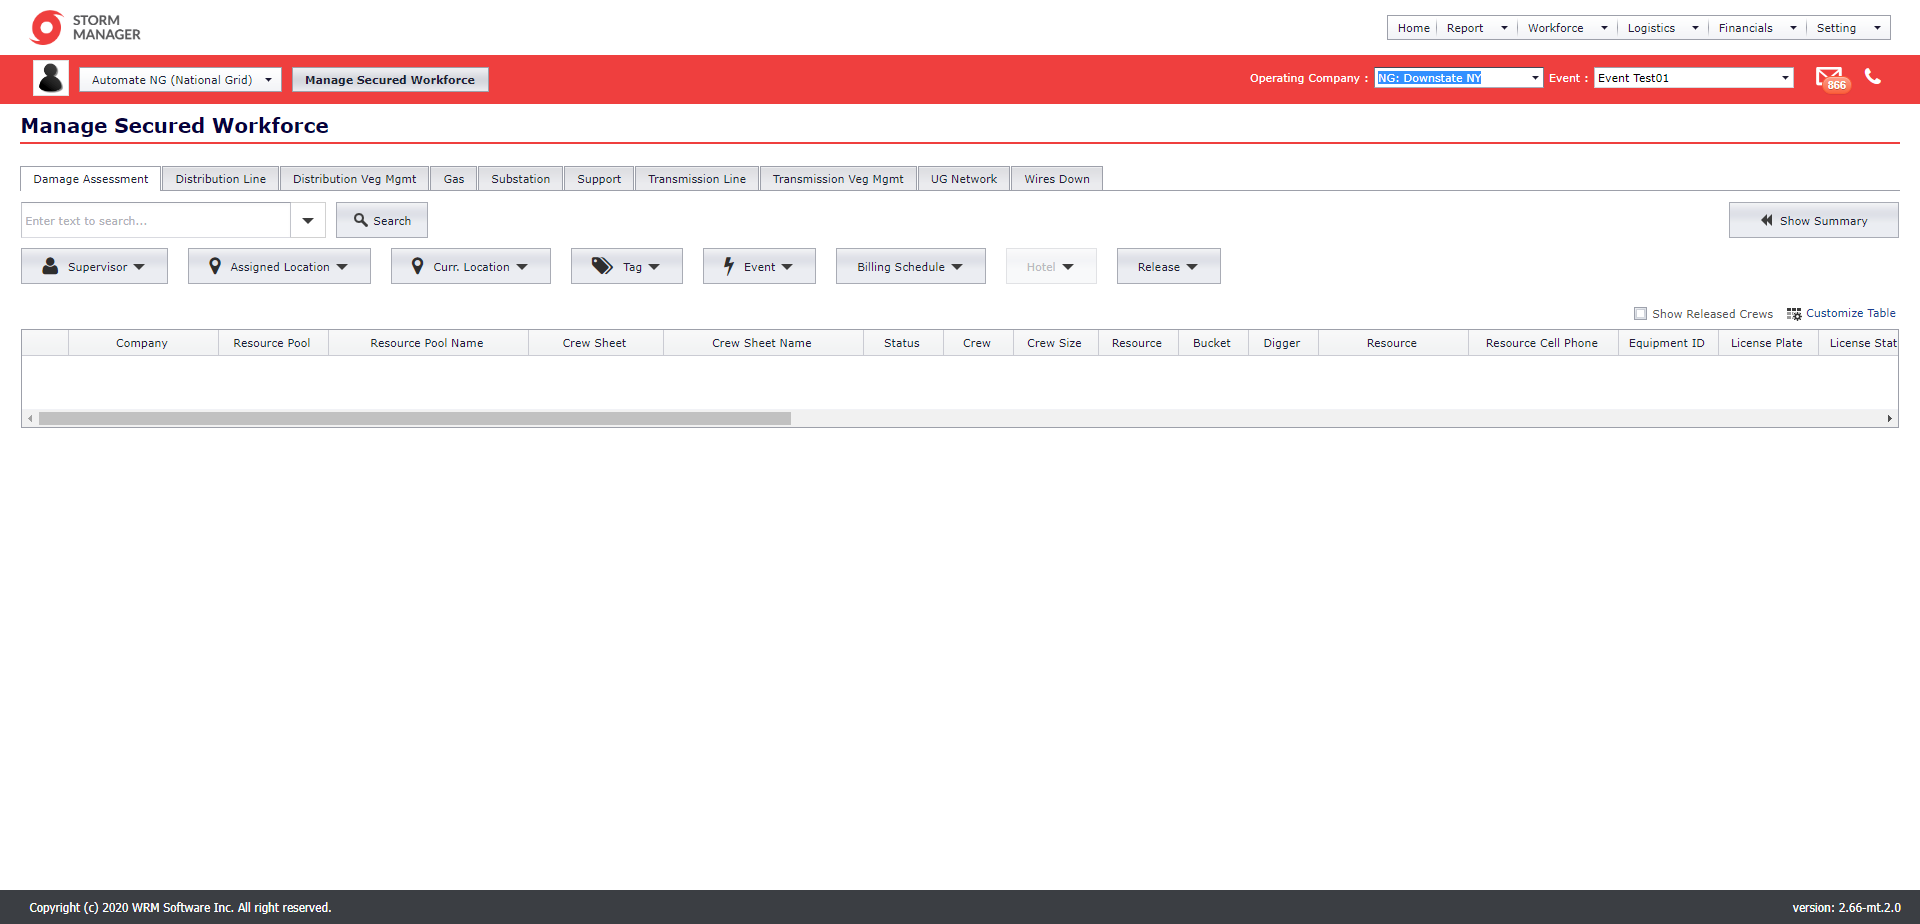 STORM
MANAGER
Home Report Workforce Logistics Financials Setting
Automate NG (National Grid) Manage Secured Workforce Operating Company : NG: Downstate NY Event : Event Test01 866
Manage Secured Workforce
Damage Assessment Distribution Line Distribution Veg Mgmt Gas Substation Support Transmission Line Transmission Veg Mgmt UG Network Wires Down
Enter text to search... Search Show Summary
Supervisor Assigned Location Curr. Location Tag Event Billing Schedule Hotel Release
Show Released Crews Customize Table
Company Resource Pool Resource Pool Name Crew Sheet Crew Sheet Name Status Crew Crew Size Resource Bucket Digger Resource Resource Cell Phone Equipment ID License Plate License Stat
Copyright (c) 2020 WRM Software Inc. All right reserved. version: 2.66-mt.2.0